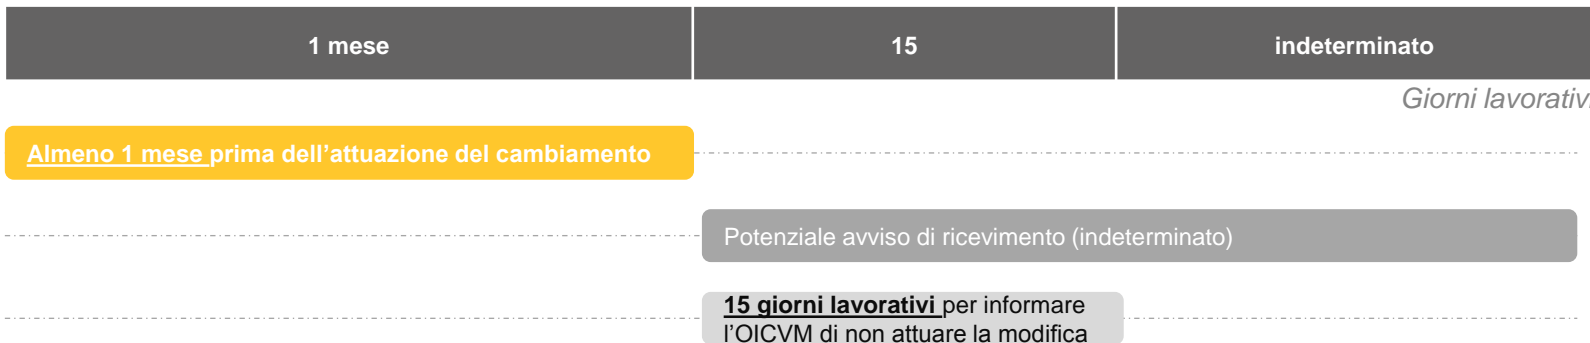 1 mese
15
indeterminato
Giorni lavorativi
Almeno 1 mese prima dell'attuazione del cambiamento
Potenziale avviso di ricevimento (indeterminato)
15 giorni lavorativi per informare
l'OICVM di non attuare la modifica